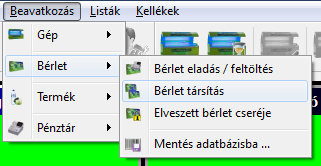 Beavatkozás Listák Kellékek
Gép
Bérlet
Termék
Pénztár
Bérlet eladás / feltöltés
Bérlet társítás
Elveszett bérlet cseréje
Mentés adatbázisba ...